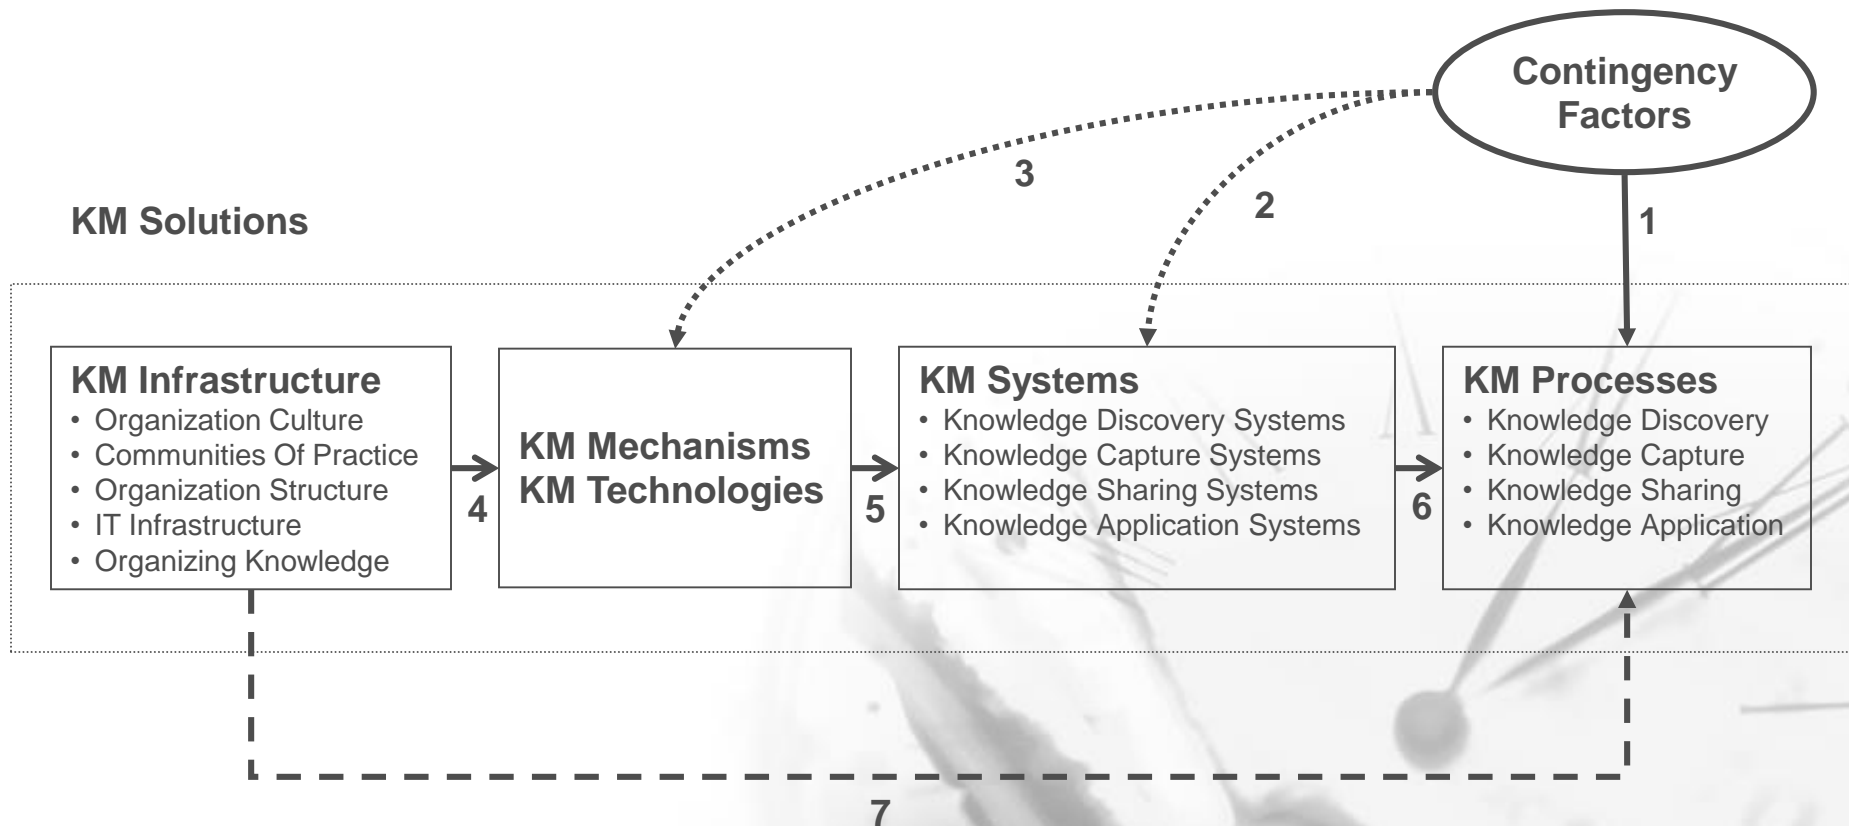 Contingency
Factors
3
2
1
KM Solutions
KM Infrastructure
• Organization Culture
• Communities Of Practice
• Organization Structure
• IT Infrastructure
• Organizing Knowledge
4
KM Mechanisms
KM Technologies
5
KM Systems
• Knowledge Discovery Systems
• Knowledge Capture Systems
• Knowledge Sharing Systems
• Knowledge Application Systems
6
KM Processes
• Knowledge Discovery
• Knowledge Capture
• Knowledge Sharing
• Knowledge Application
7